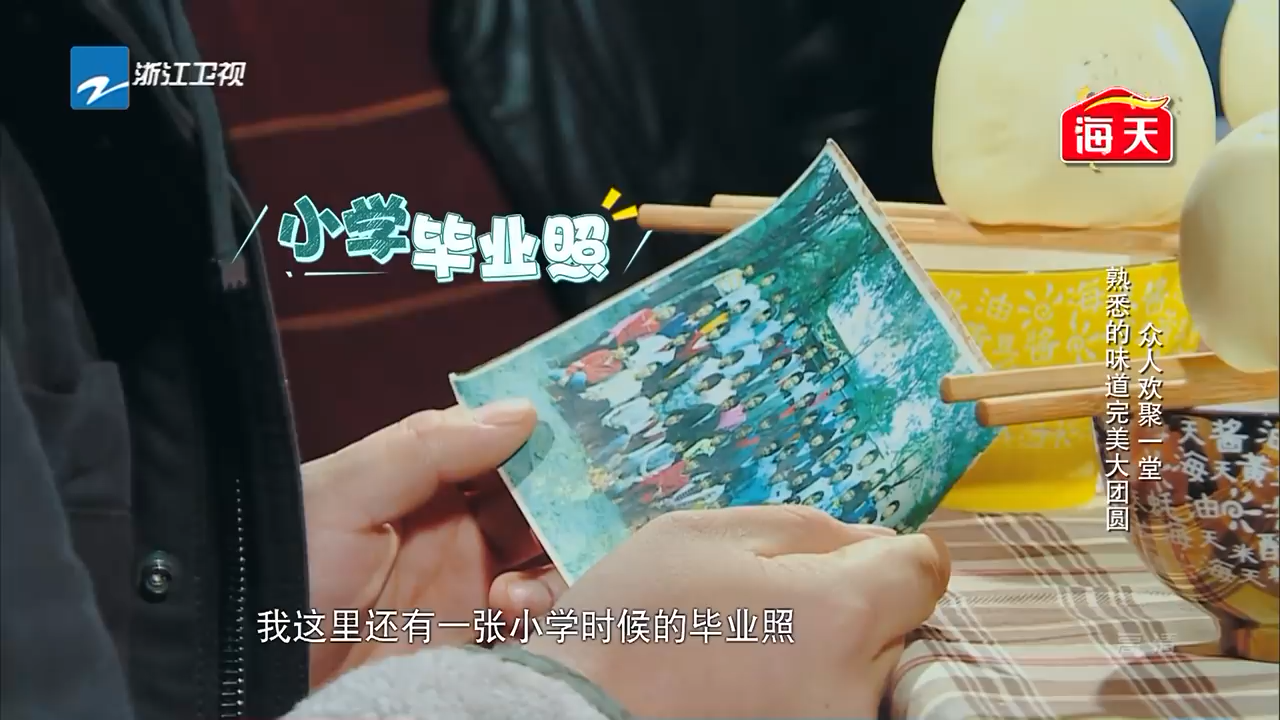 浙江卫视
海天
小学毕业照
众人欢聚一堂
熟悉的味道完美大团圆
我这里还有一张小学时候的毕业照
高清